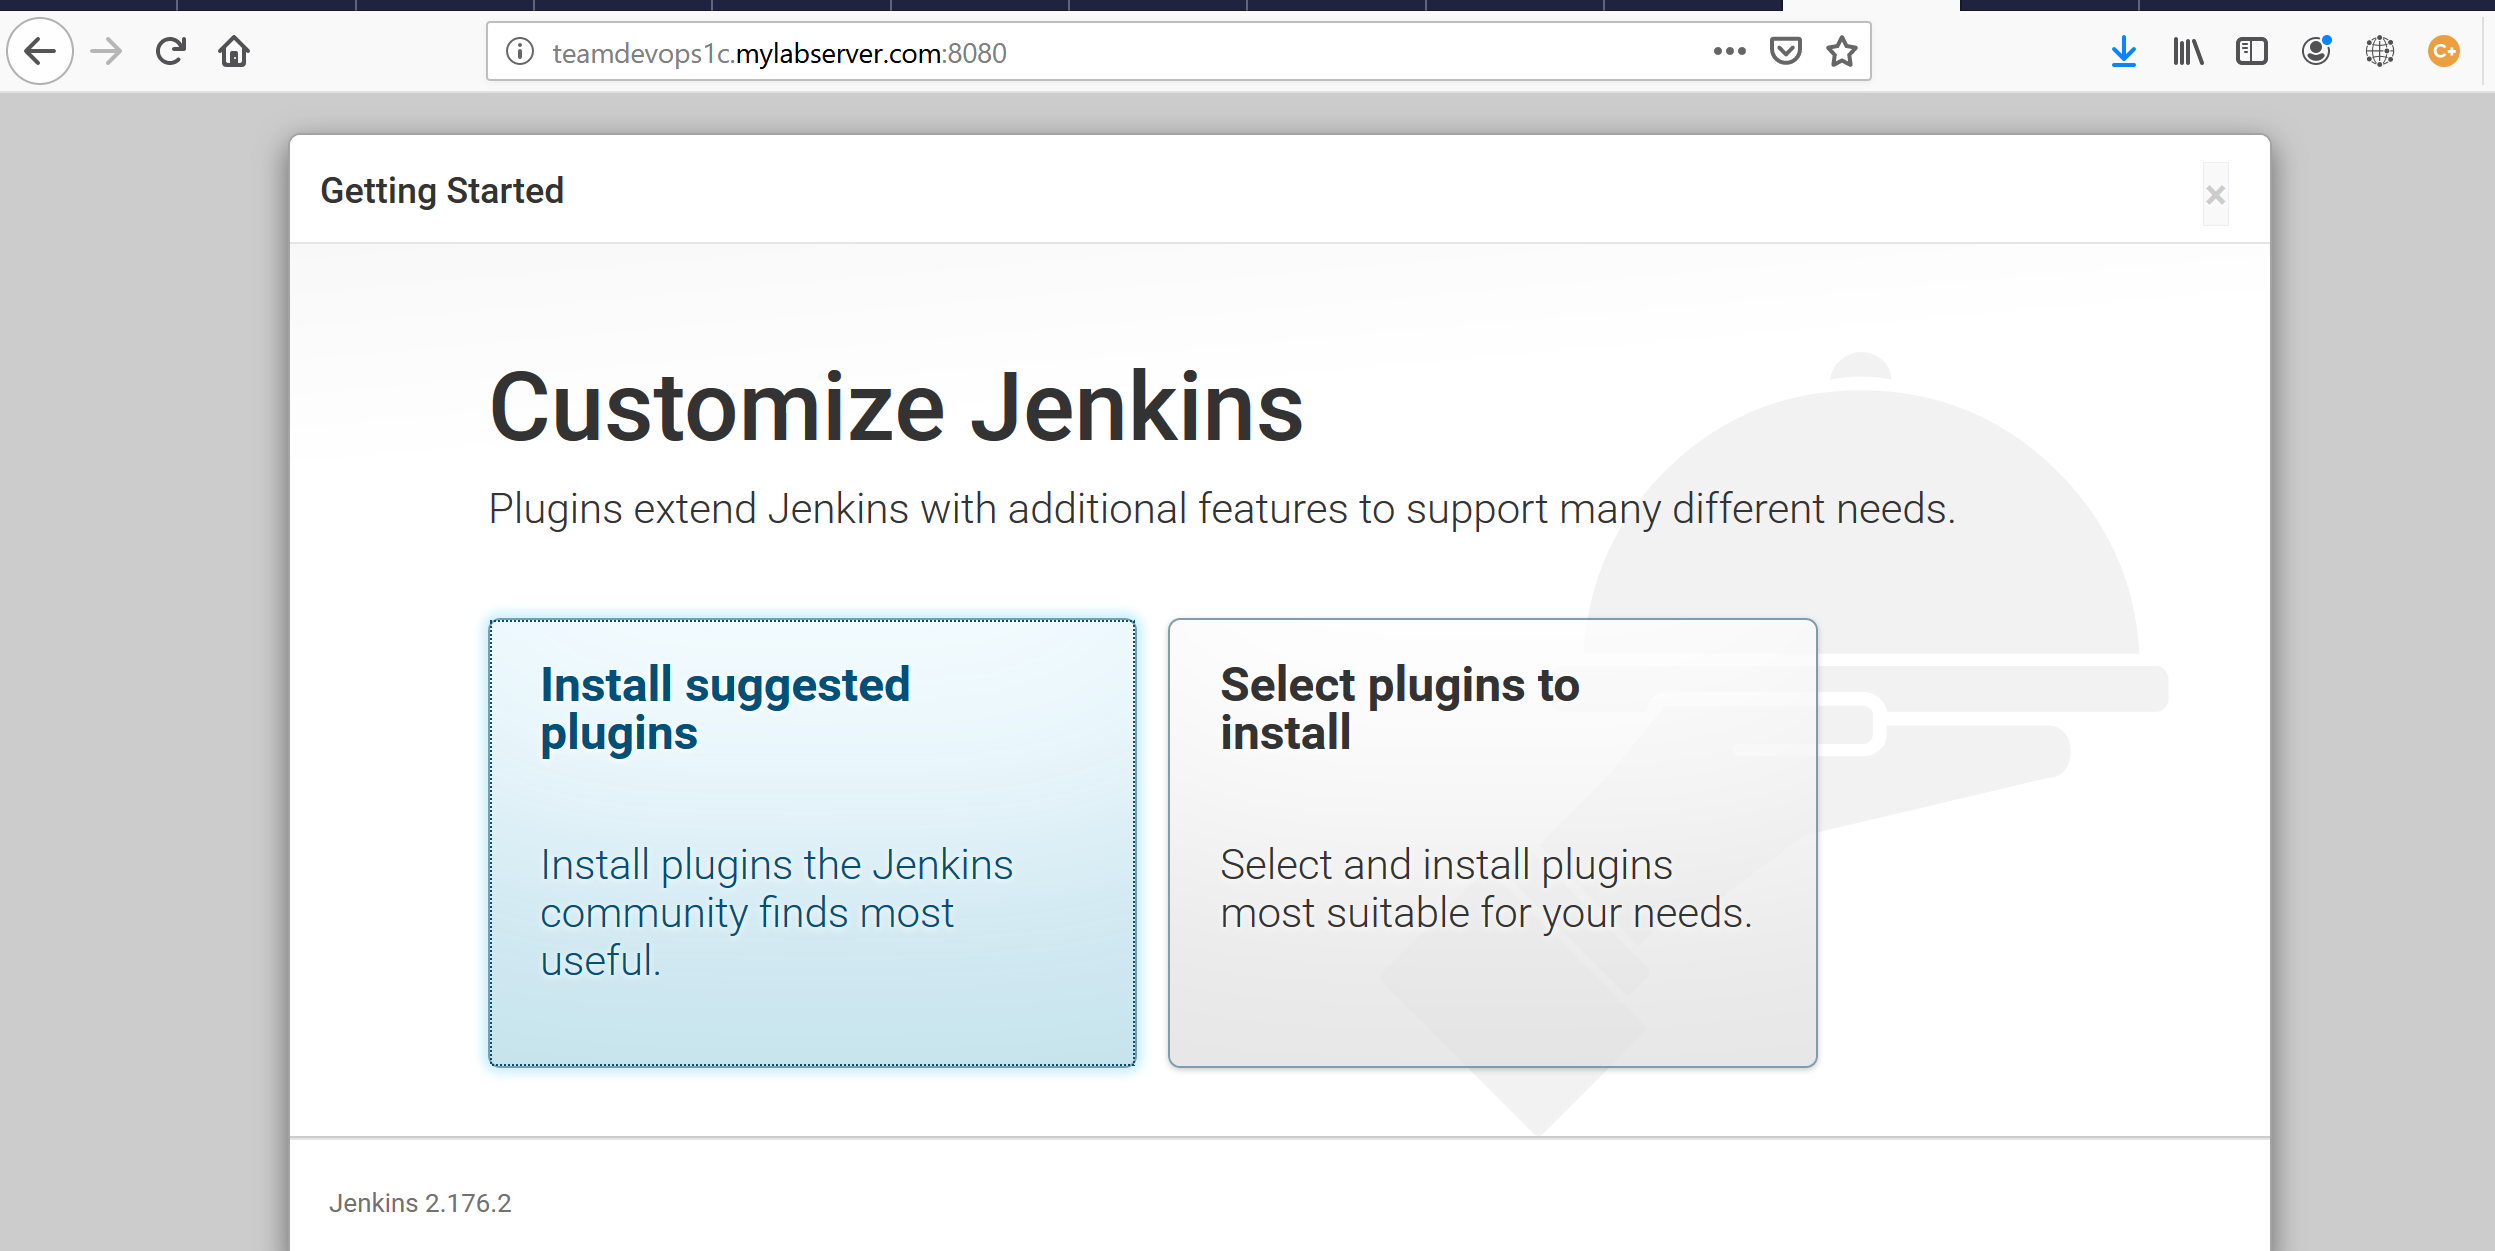 teamdevops1c.mylabserver.com:8080
C+
Getting Started
×
Customize Jenkins
Plugins extend Jenkins with additional features to support many different needs.
Install suggested
plugins
Install plugins the Jenkins
community finds most
useful.
Select plugins to
install
Select and install plugins
most suitable for your needs.
Jenkins 2.176.2